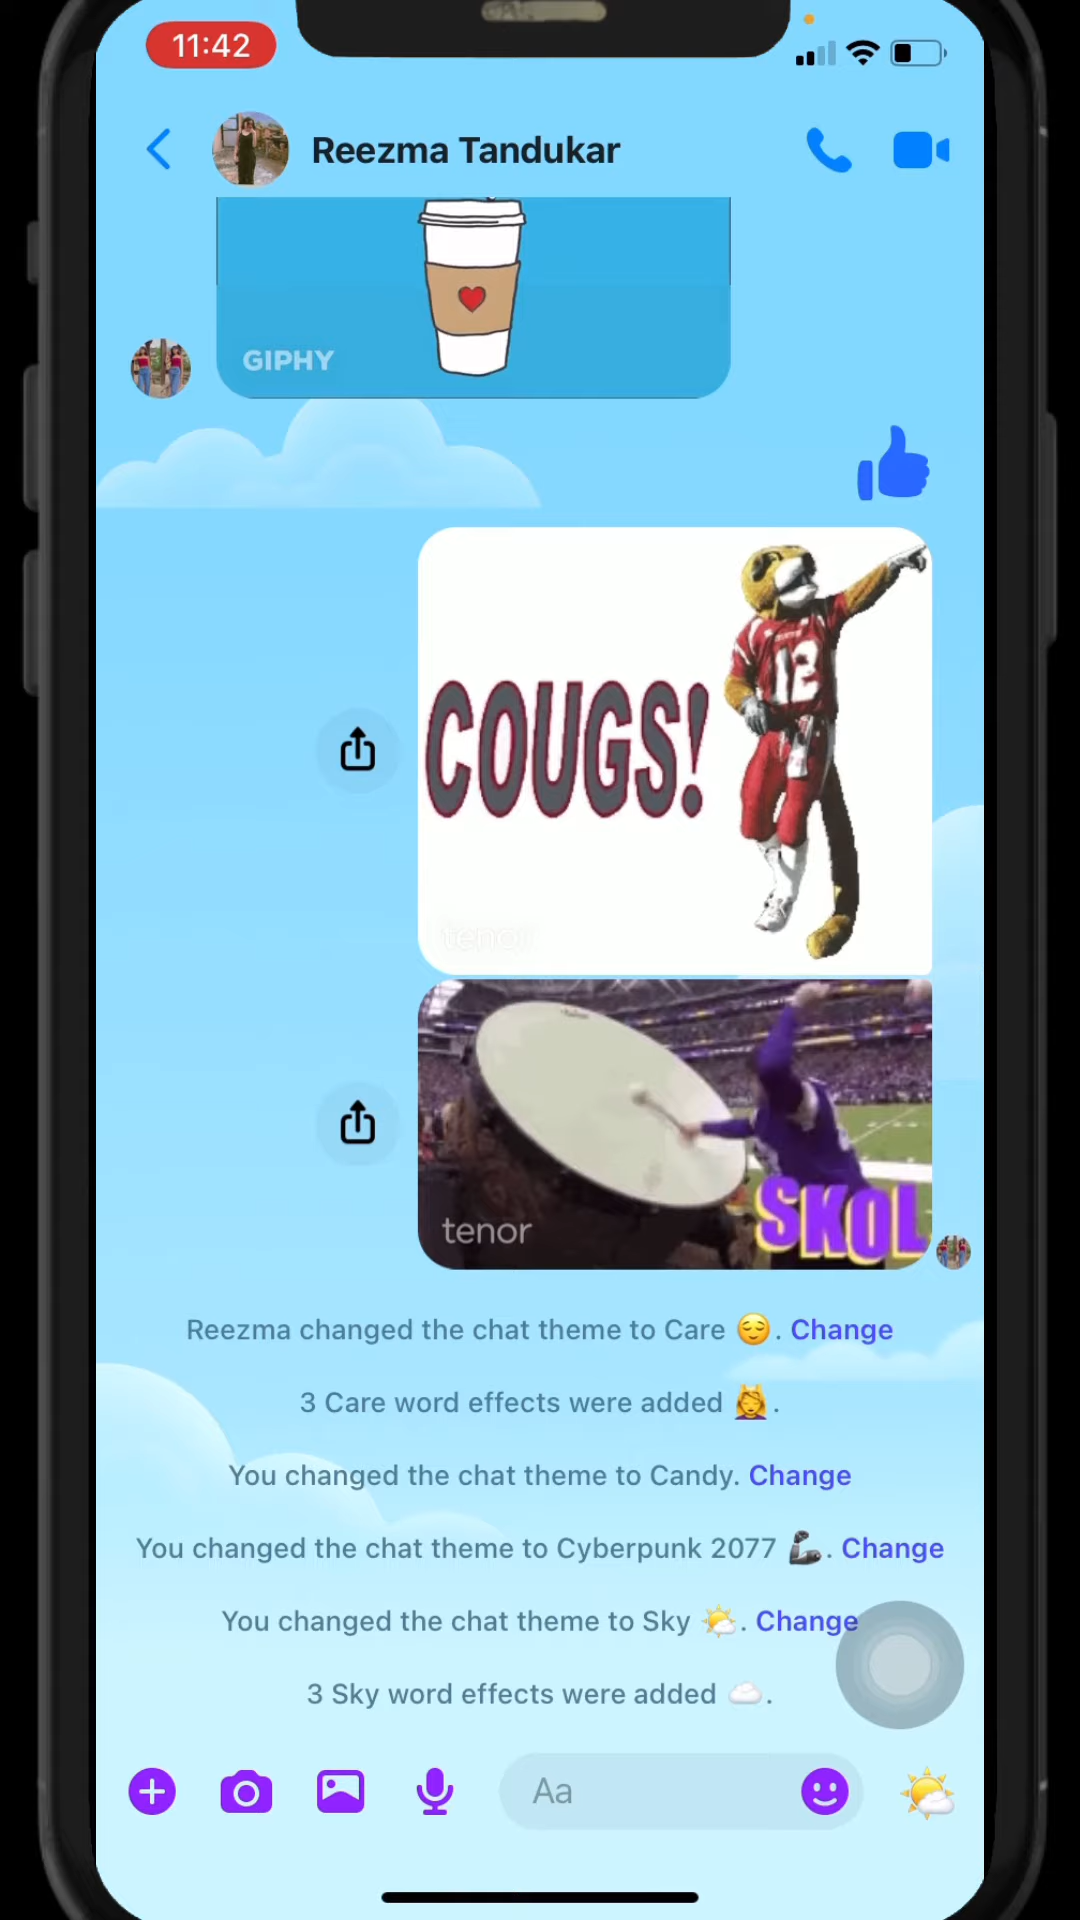 11:42
Reezma Tandukar
GIPHY
COUGS!
12
tenor
tenor
SKOL
Reezma changed the chat theme to Care 😌. Change
3 Care word effects were added 💆.
You changed the chat theme to Candy. Change
You changed the chat theme to Cyberpunk 2077 🦾. Change
You changed the chat theme to Sky 🌤️. Change
3 Sky word effects were added ☁️.
Aa